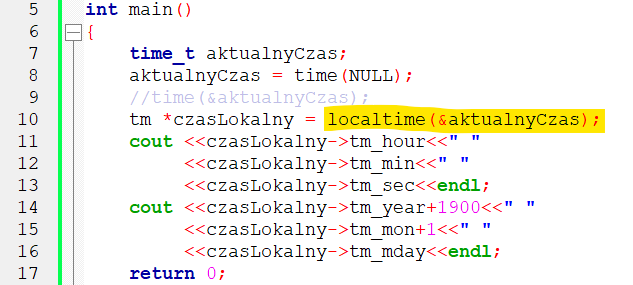 5 int main()
6 {
7 time_t aktualnyCzas;
8 aktualnyCzas = time(NULL);
9 //time(&aktualnyCzas);
10 tm *czasLokalny = localtime(&aktualnyCzas);
11 cout <<czasLokalny->tm_hour<<" "
12 <<czasLokalny->tm_min<<" "
13 <<czasLokalny->tm_sec<<endl;
14 cout <<czasLokalny->tm_year+1900<<" "
15 <<czasLokalny->tm_mon+1<<" "
16 <<czasLokalny->tm_mday<<endl;
17 return 0;